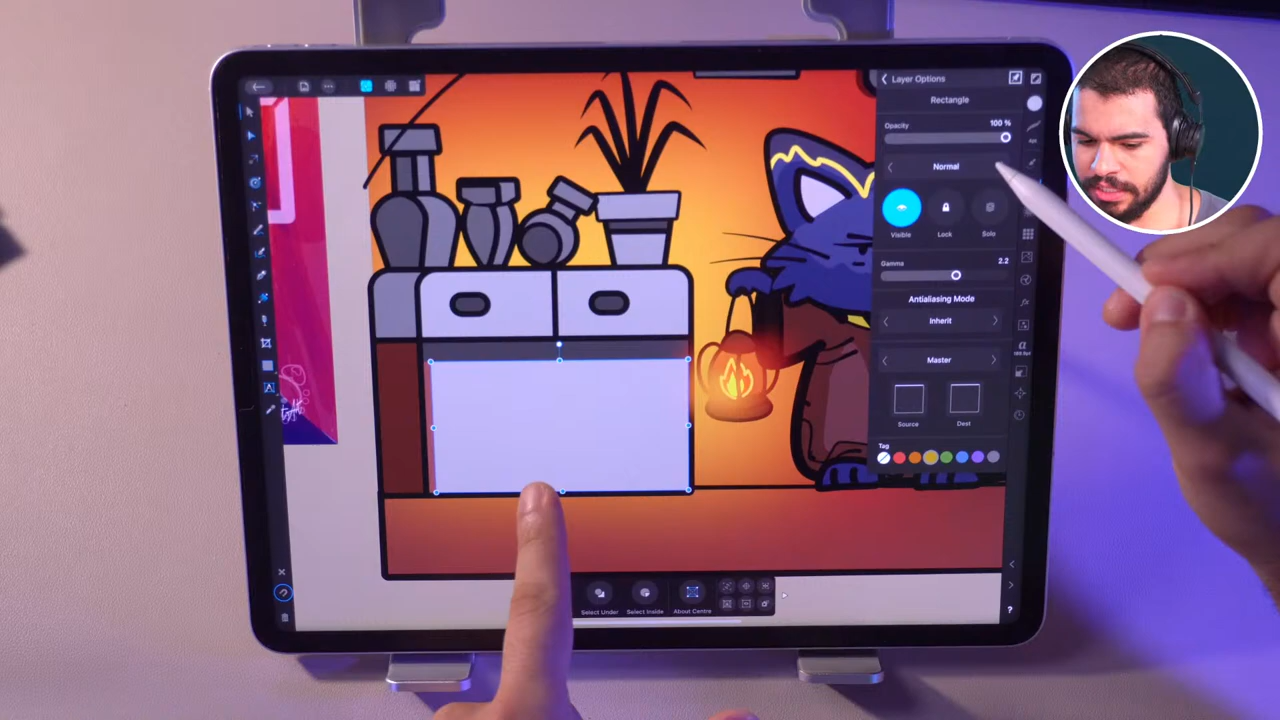 Layer Options
Rectangle
Opacity
100 %
Normal
Visible
Lock
Solo
Gamma
2.2
Antialiasing Mode
Inherit
Master
Source
Dest
Tag
Select Under
Select Inside
About Centre
?